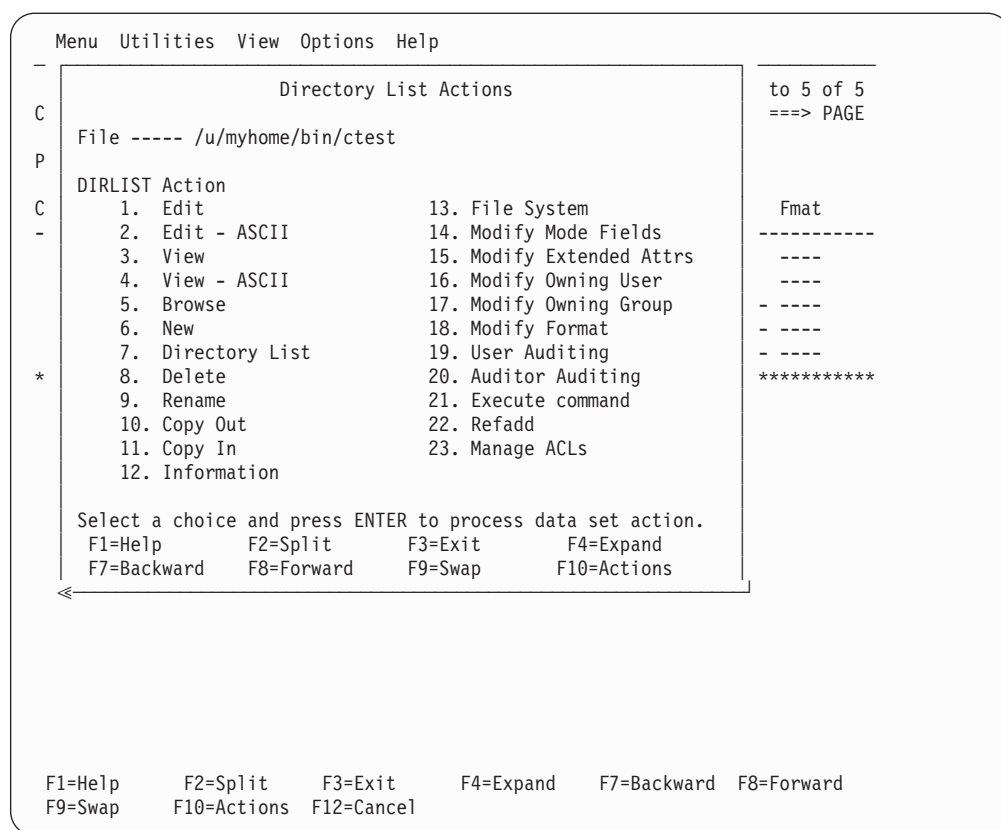 Menu Utilities View Options Help
Directory List Actions to 5 of 5
C ===> PAGE
File ----- /u/myhome/bin/ctest
P
DIRLIST Action
C 1. Edit 13. File System Fmat
- 2. Edit - ASCII 14. Modify Mode Fields -----------
3. View 15. Modify Extended Attrs ----
4. View - ASCII 16. Modify Owning User ----
5. Browse 17. Modify Owning Group - ----
6. New 18. Modify Format - ----
7. Directory List 19. User Auditing - ----
* 8. Delete 20. Auditor Auditing ***********
9. Rename 21. Execute command
10. Copy Out 22. Refadd
11. Copy In 23. Manage ACLs
12. Information
Select a choice and press ENTER to process data set action.
F1=Help F2=Split F3=Exit F4=Expand
F7=Backward F8=Forward F9=Swap F10=Actions
F1=Help F2=Split F3=Exit F4=Expand F7=Backward F8=Forward
F9=Swap F10=Actions F12=Cancel